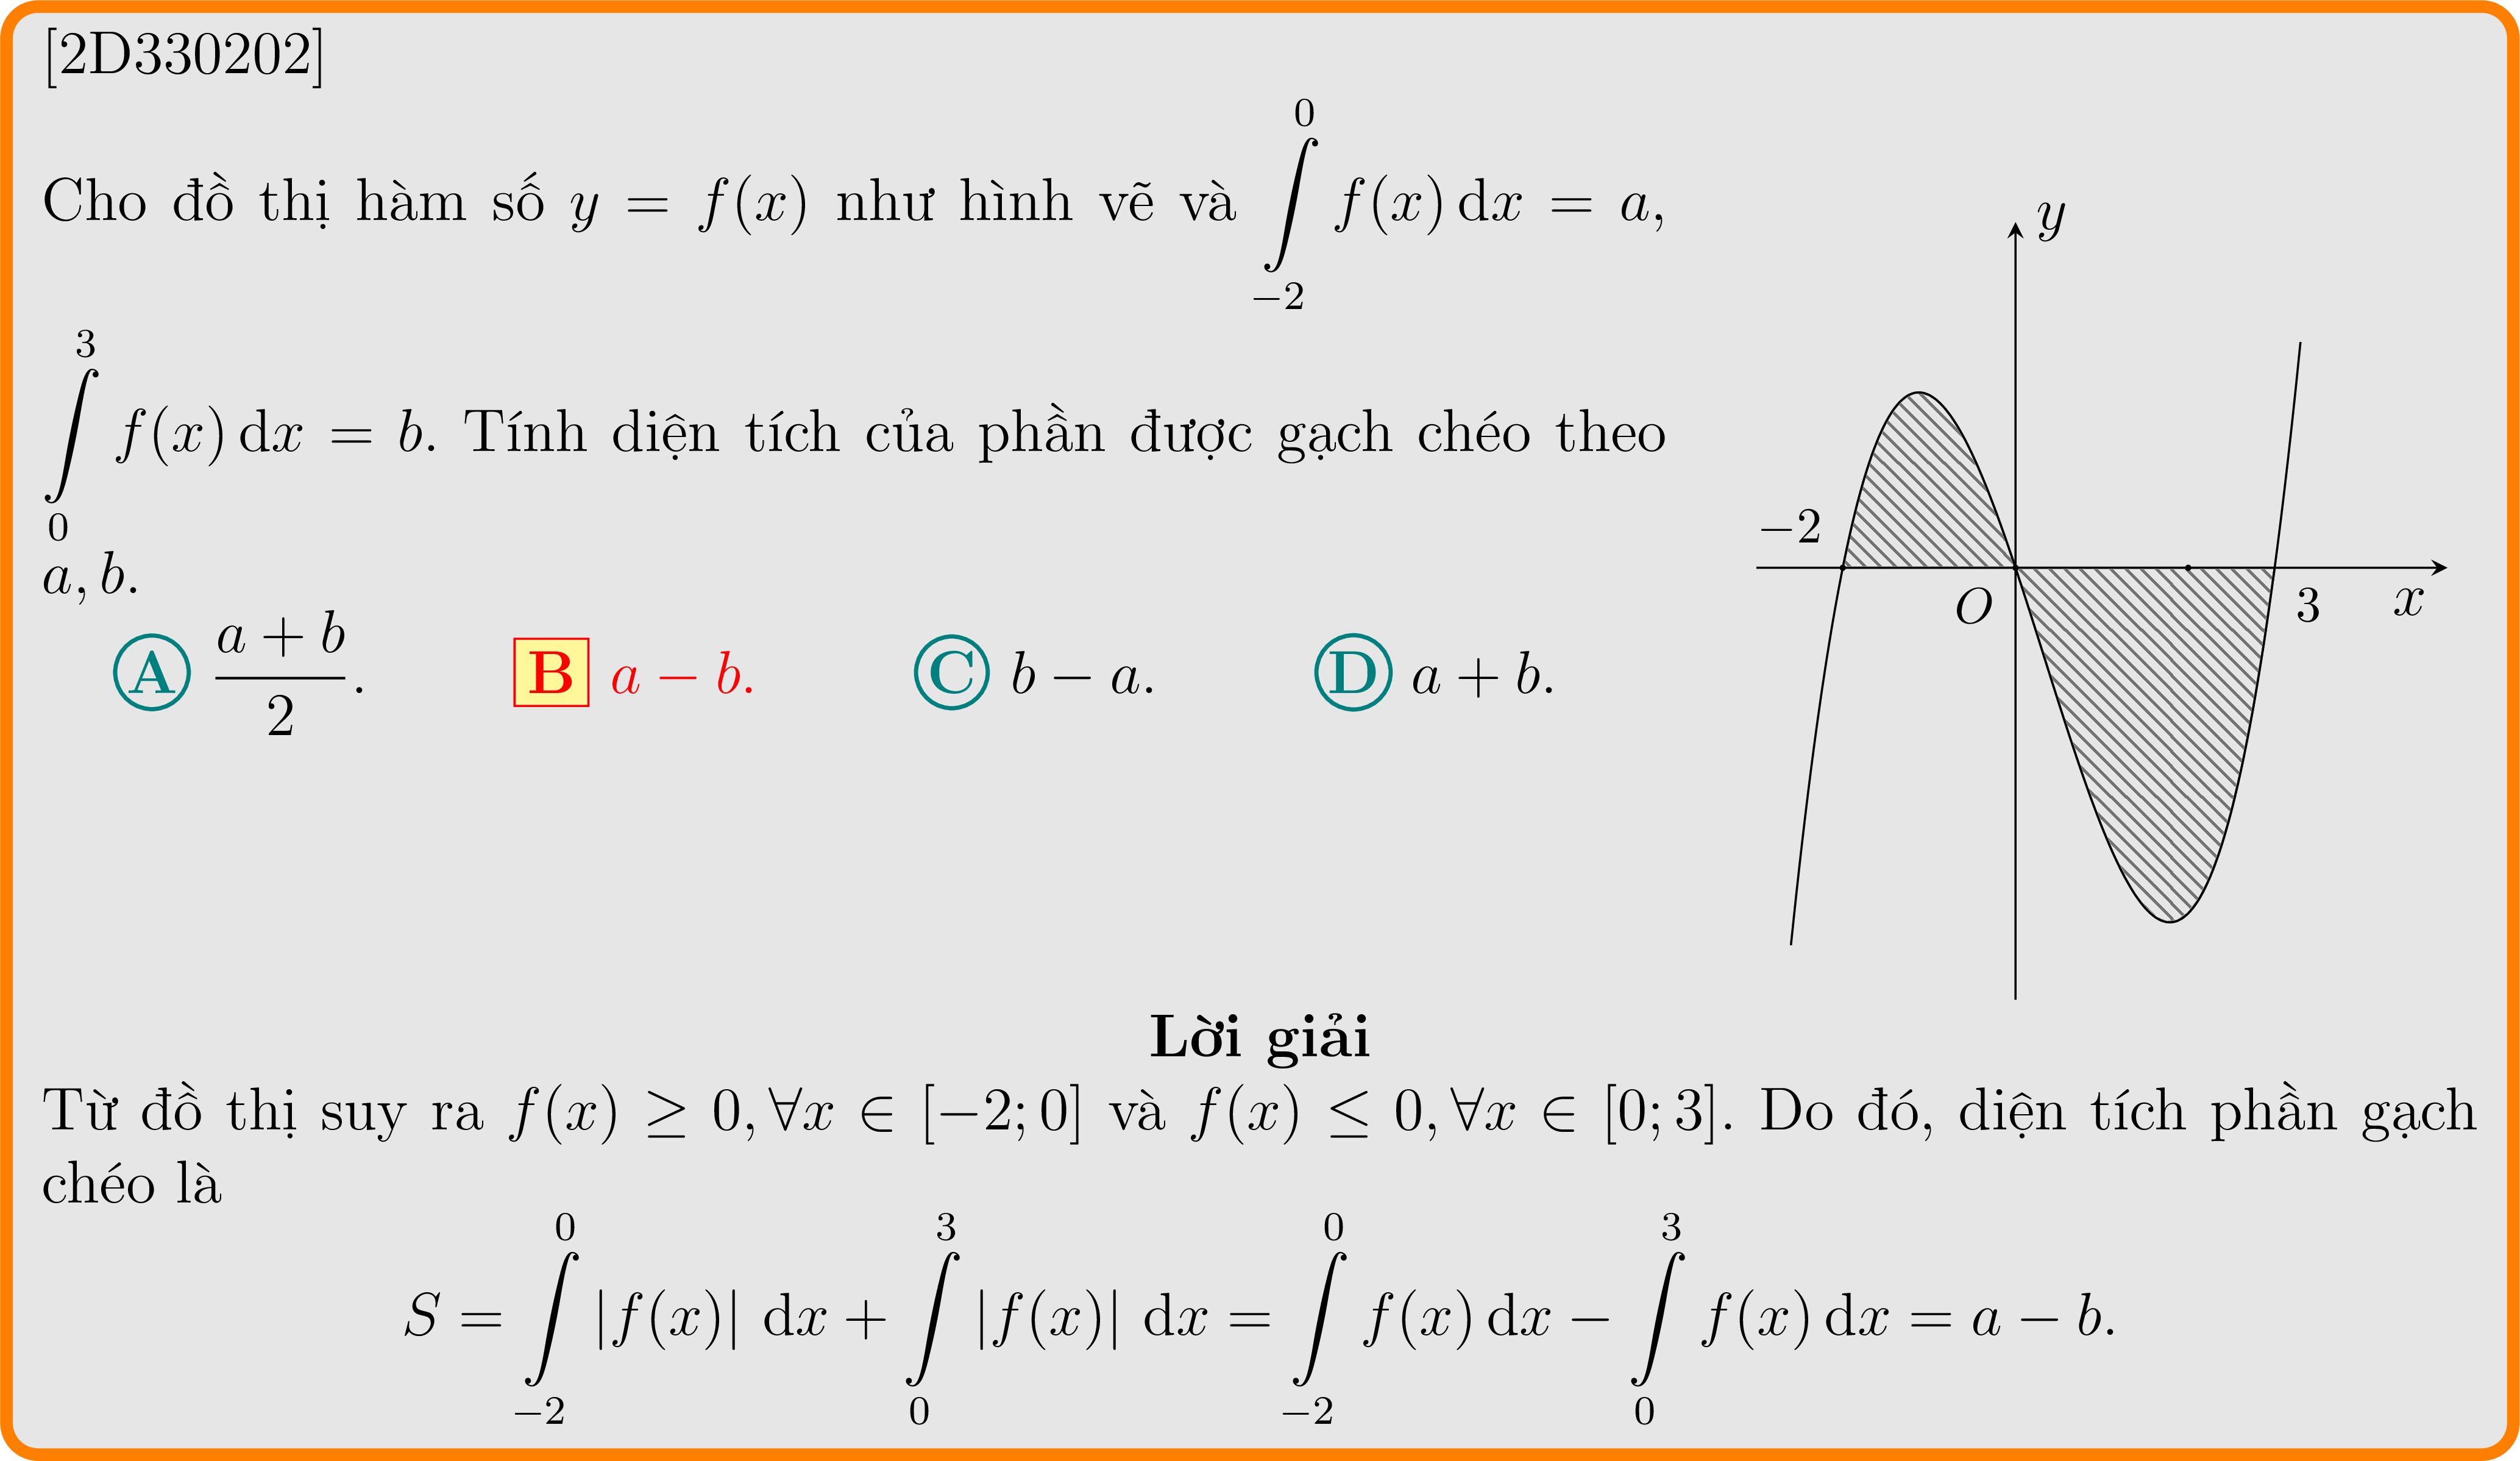 [2D330202]
Cho đồ thị hàm số $y = f(x)$ như hình vẽ và $\int\limits_{-2}^{0} f(x)\,\mathrm{d}x = a$,
$\int\limits_{0}^{3} f(x)\,\mathrm{d}x = b$. Tính diện tích của phần được gạch chéo theo
$a, b$.
A $\frac{a+b}{2}$. B $a - b$. C $b - a$. D $a + b$.
y
−2
O
3
x
Lời giải
Từ đồ thị suy ra $f(x) \geq 0, \forall x \in [-2; 0]$ và $f(x) \leq 0, \forall x \in [0; 3]$. Do đó, diện tích phần gạch
chéo là
$S = \int\limits_{-2}^{0} |f(x)|\ \mathrm{d}x + \int\limits_{0}^{3} |f(x)|\ \mathrm{d}x = \int\limits_{-2}^{0} f(x)\,\mathrm{d}x - \int\limits_{0}^{3} f(x)\,\mathrm{d}x = a - b.$